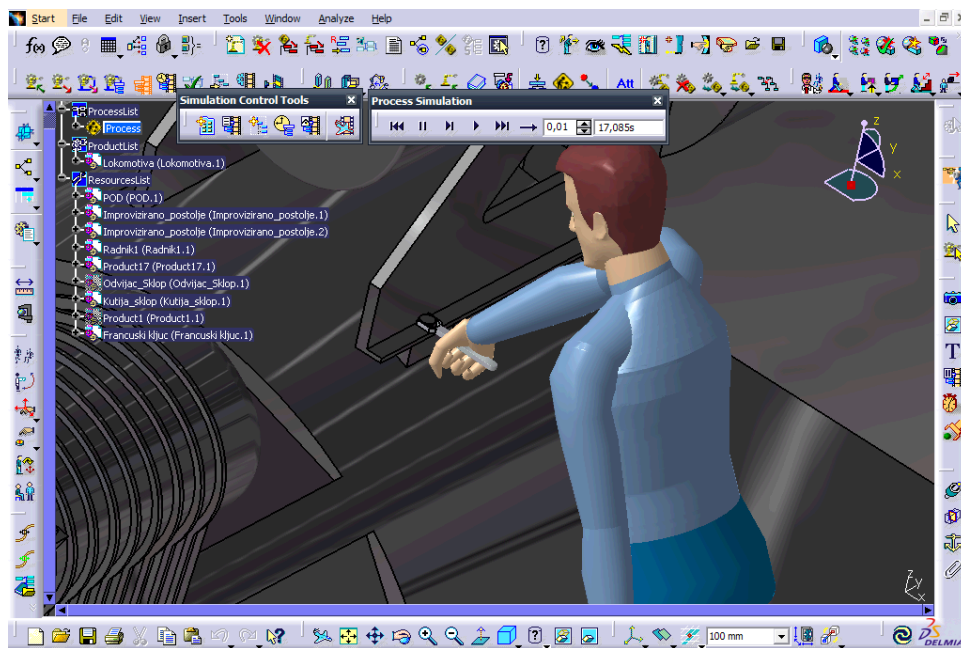 Start File Edit View Insert Tools Window Analyze Help
f(x)
Att
Simulation Control Tools
Process Simulation
0,01 17,085s
ProcessList
Process
ProductList
Lokomotiva (Lokomotiva.1)
ResourcesList
POD (POD.1)
Improvizirano_postolje (Improvizirano_postolje.1)
Improvizirano_postolje (Improvizirano_postolje.2)
Radnik1 (Radnik1.1)
Product17 (Product17.1)
Odvijac_Sklop (Odvijac_Sklop.1)
Kutija_sklop (Kutija_sklop.1)
Product1 (Product1.1)
Francuski kljuc (Francuski kljuc.1)
z
y
x
z y
x
100 mm
DELMIA